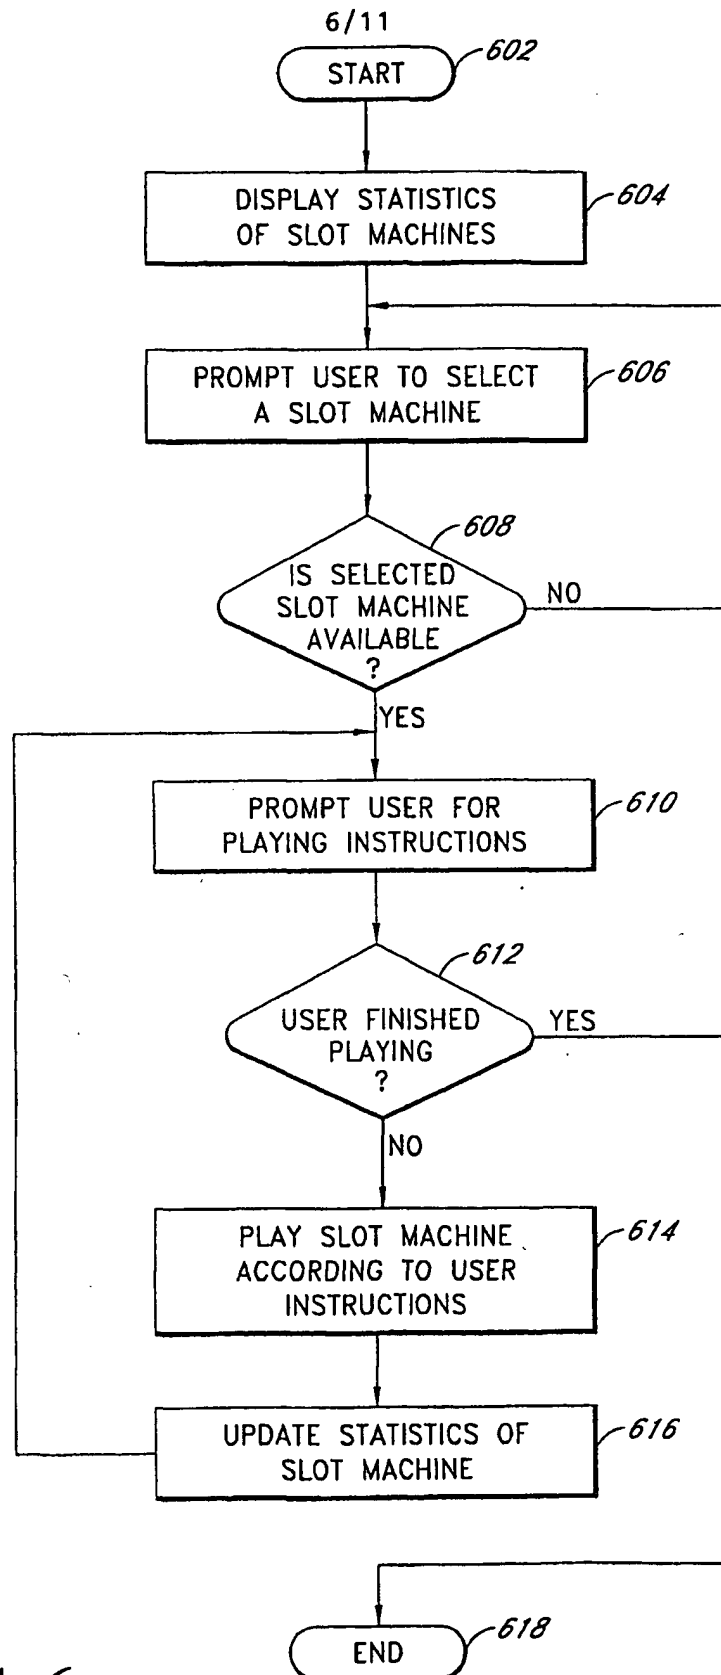 6/11
START
602
DISPLAY STATISTICS
OF SLOT MACHINES
604
PROMPT USER TO SELECT
A SLOT MACHINE
606
608
IS SELECTED
SLOT MACHINE
AVAILABLE
?
NO
YES
PROMPT USER FOR
PLAYING INSTRUCTIONS
610
612
USER FINISHED
PLAYING
?
YES
NO
PLAY SLOT MACHINE
ACCORDING TO USER
INSTRUCTIONS
614
UPDATE STATISTICS OF
SLOT MACHINE
616
END
618